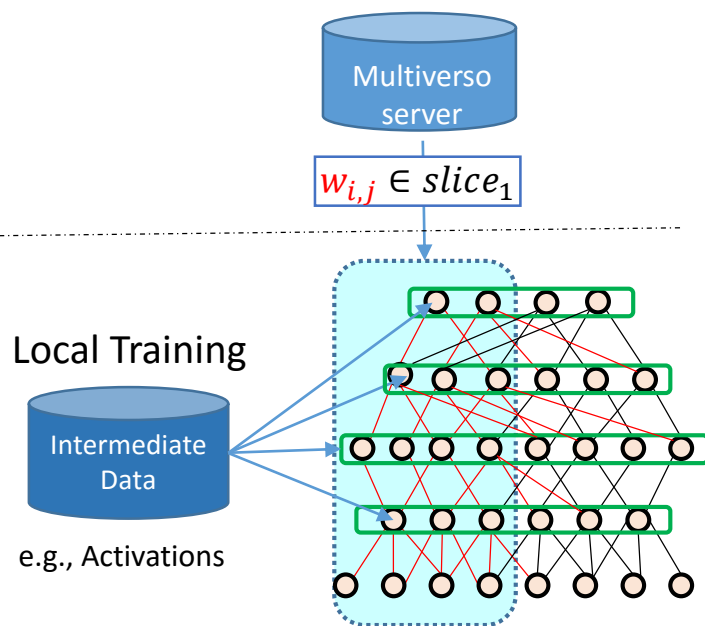 Multiverso
server
w_{i,j} ∈ slice_1
Local Training
Intermediate
Data
e.g., Activations